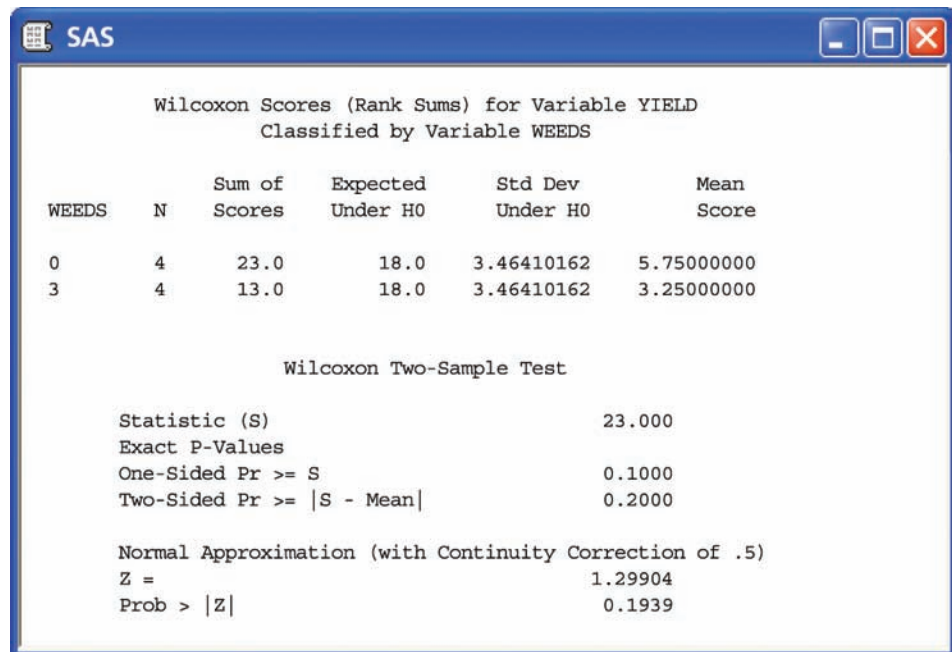 SAS
Wilcoxon Scores (Rank Sums) for Variable YIELD
Classified by Variable WEEDS
Sum of Expected Std Dev Mean
WEEDS N Scores Under H0 Under H0 Score
0 4 23.0 18.0 3.46410162 5.75000000
3 4 13.0 18.0 3.46410162 3.25000000
Wilcoxon Two-Sample Test
Statistic (S) 23.000
Exact P-Values
One-Sided Pr >= S 0.1000
Two-Sided Pr >= |S - Mean| 0.2000
Normal Approximation (with Continuity Correction of .5)
Z = 1.29904
Prob > |Z| 0.1939